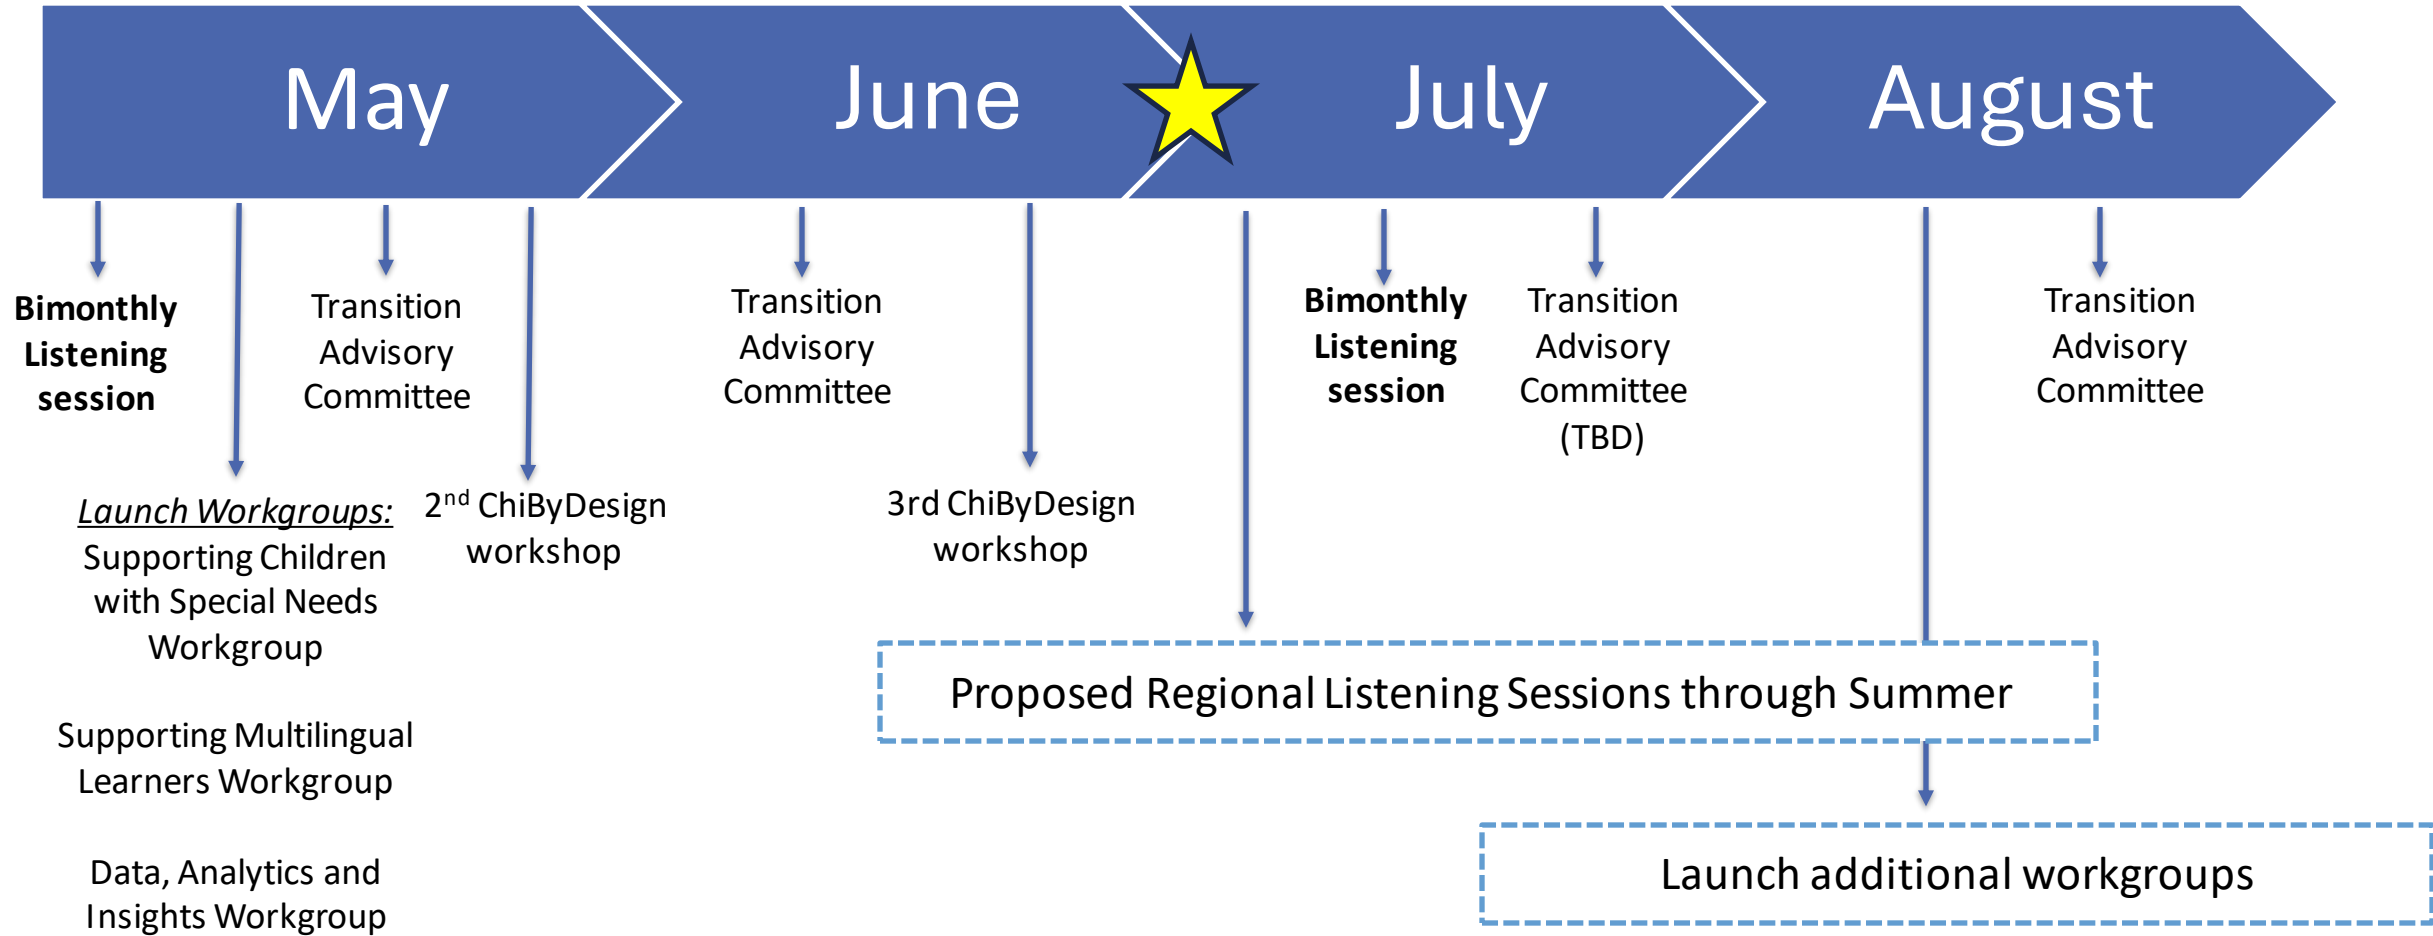 May
June
July
August
Bimonthly
Listening
session
Launch Workgroups:
Supporting Children
with Special Needs
Workgroup
Supporting Multilingual
Learners Workgroup
Data, Analytics and
Insights Workgroup
Transition
Advisory
Committee
2nd ChiByDesign
workshop
Transition
Advisory
Committee
3rd ChiByDesign
workshop
Proposed Regional Listening Sessions through Summer
Bimonthly
Listening
session
Transition
Advisory
Committee
(TBD)
Launch additional workgroups
Transition
Advisory
Committee